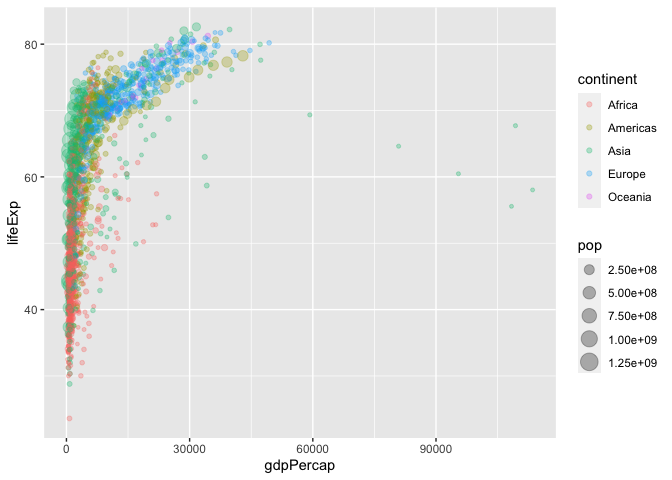 80
60
40
lifeExp
0 30000 60000 90000
gdpPercap
continent
Africa
Americas
Asia
Europe
Oceania
pop
2.50e+08
5.00e+08
7.50e+08
1.00e+09
1.25e+09